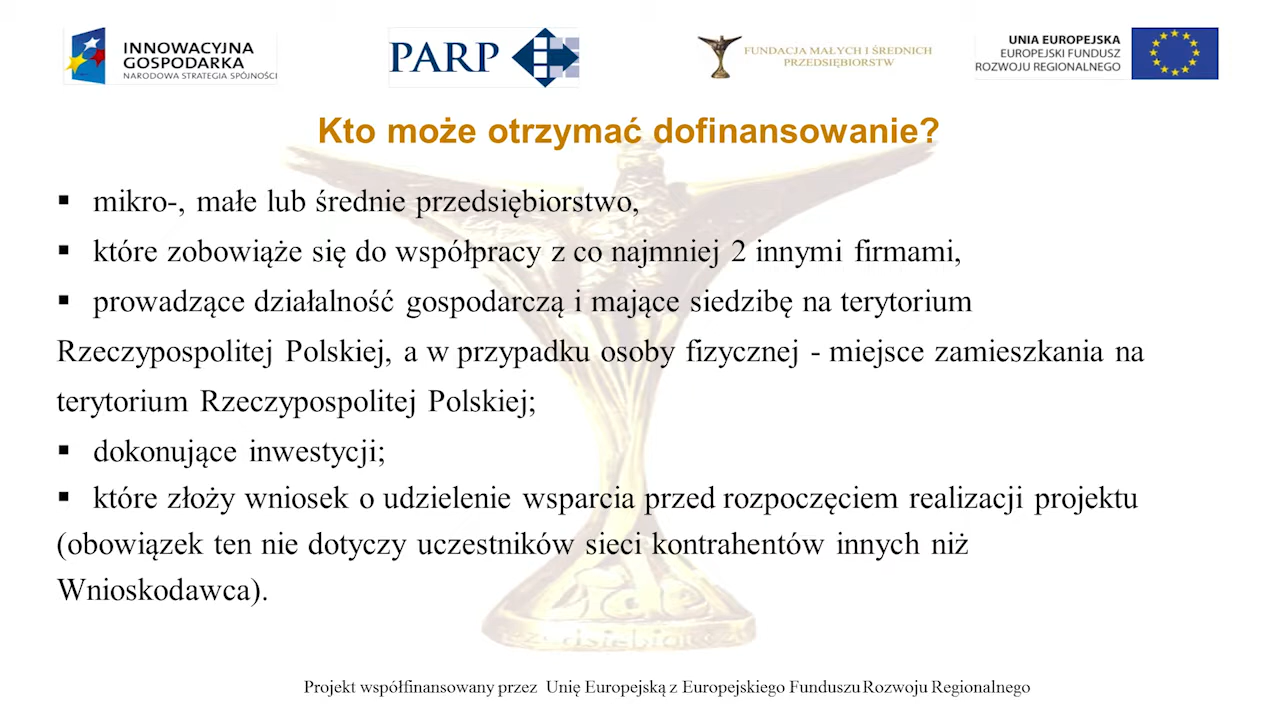 INNOWACYJNA
GOSPODARKA
NARODOWA STRATEGIA SPÓJNOŚCI
PARP
FUNDACJA MAŁYCH I ŚREDNICH
PRZEDSIĘBIORSTW
UNIA EUROPEJSKA
EUROPEJSKI FUNDUSZ
ROZWOJU REGIONALNEGO
Kto może otrzymać dofinansowanie?
▪ mikro-, małe lub średnie przedsiębiorstwo,
▪ które zobowiąże się do współpracy z co najmniej 2 innymi firmami,
▪ prowadzące działalność gospodarczą i mające siedzibę na terytorium
Rzeczypospolitej Polskiej, a w przypadku osoby fizycznej - miejsce zamieszkania na
terytorium Rzeczypospolitej Polskiej;
▪ dokonujące inwestycji;
▪ które złoży wniosek o udzielenie wsparcia przed rozpoczęciem realizacji projektu
(obowiązek ten nie dotyczy uczestników sieci kontrahentów innych niż
Wnioskodawca).
Projekt współfinansowany przez Unię Europejską z Europejskiego Funduszu Rozwoju Regionalnego